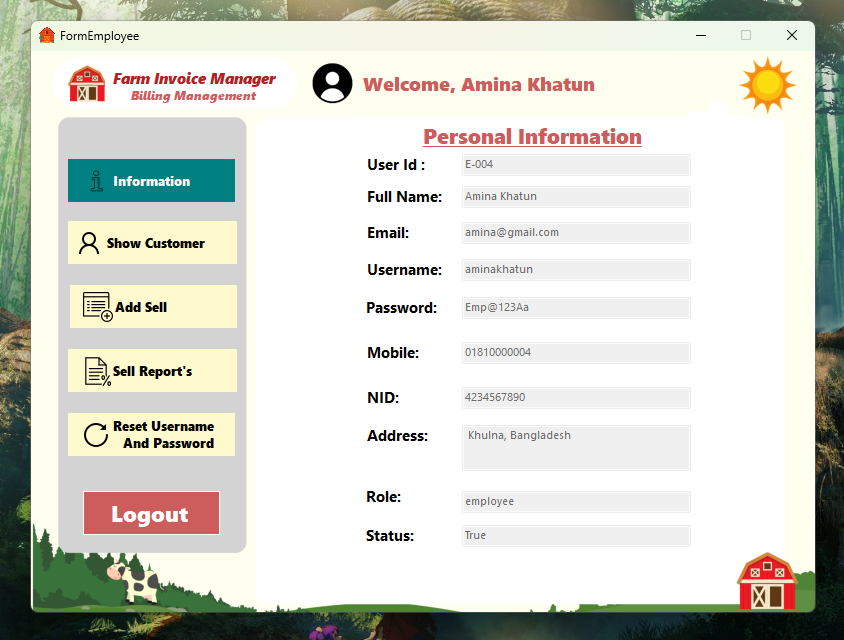 FormEmployee
Farm Invoice Manager
Billing Management
Welcome, Amina Khatun
Information
Show Customer
Add Sell
Sell Report's
Reset Username
And Password
Logout
Personal Information
User Id : E-004
Full Name: Amina Khatun
Email: amina@gmail.com
Username: aminakhatun
Password: Emp@123Aa
Mobile: 01810000004
NID: 4234567890
Address: Khulna, Bangladesh
Role: employee
Status: True